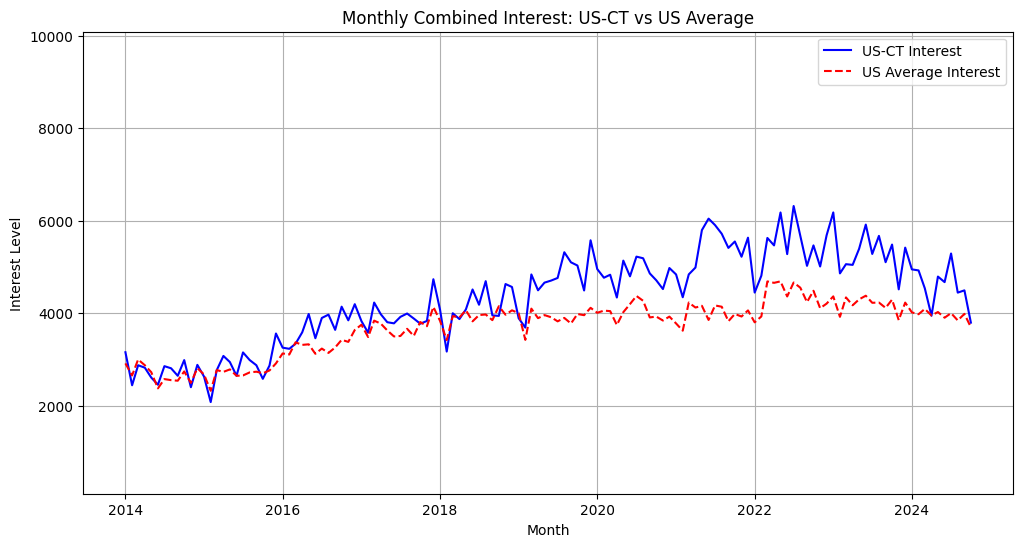 Monthly Combined Interest: US-CT vs US Average
10000
8000
6000
4000
2000
Interest Level
US-CT Interest
US Average Interest
2014 2016 2018 2020 2022 2024
Month